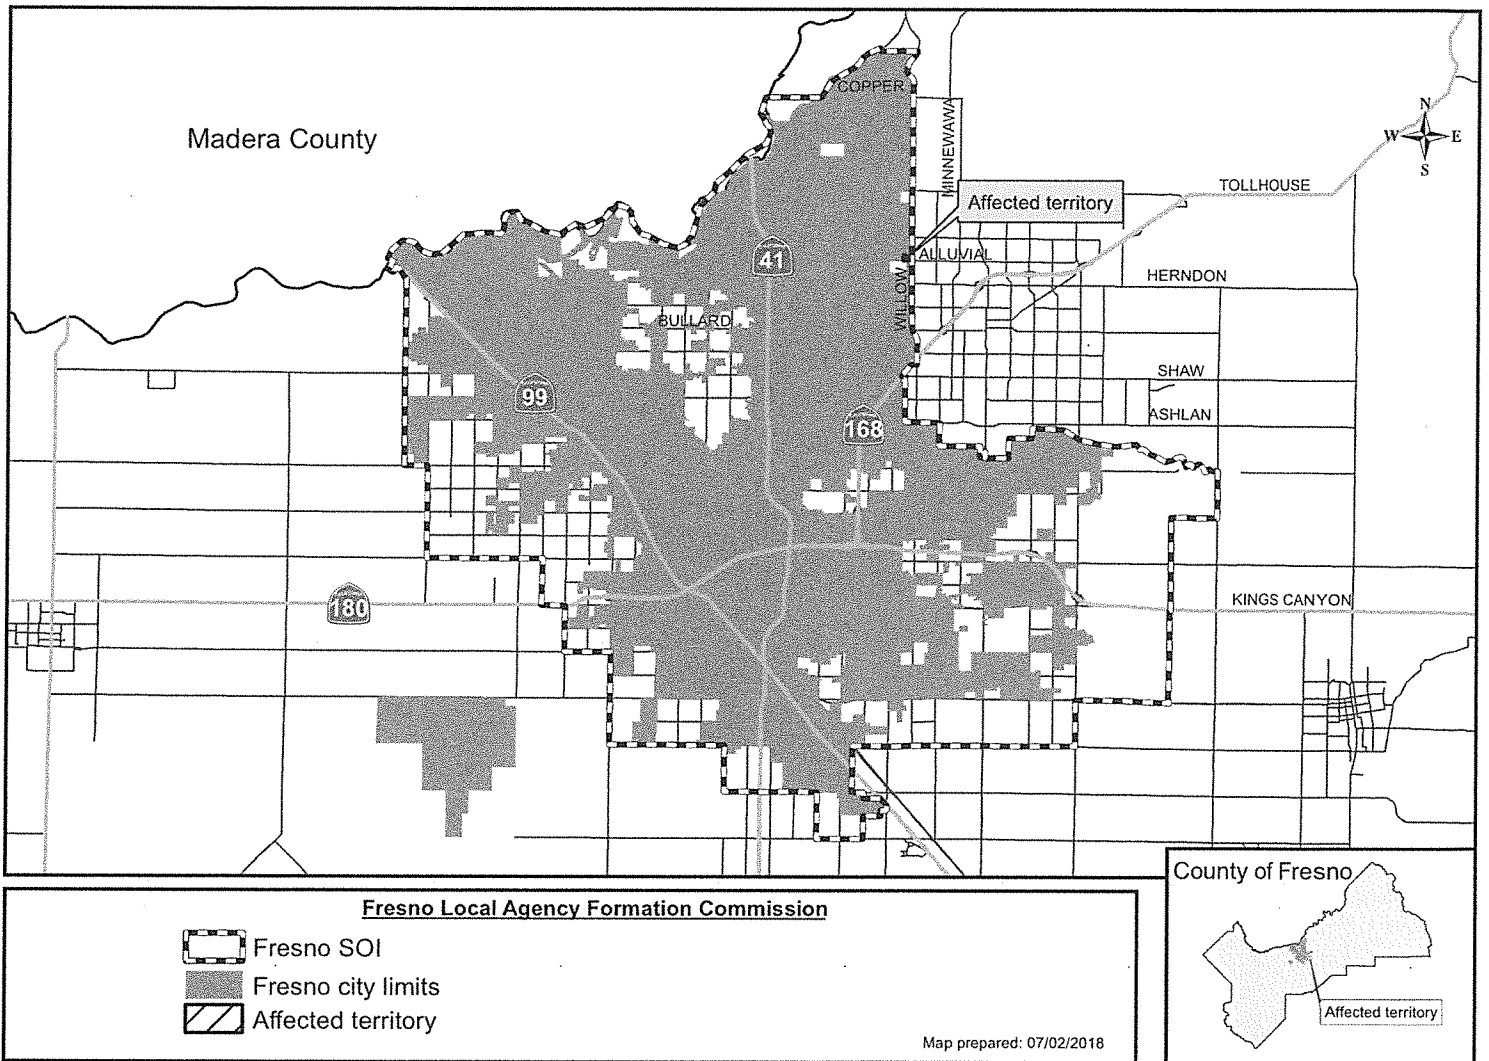 Madera County
COPPER
MINNEWAWA
N
W E
S
TOLLHOUSE
Affected territory
41
ALLUVIAL
HERNDON
WILLOW
BULLARD
SHAW
99
ASHLAN
168
180
KINGS CANYON
County of Fresno
Affected territory
Fresno Local Agency Formation Commission
Fresno SOI
Fresno city limits
Affected territory
Map prepared: 07/02/2018